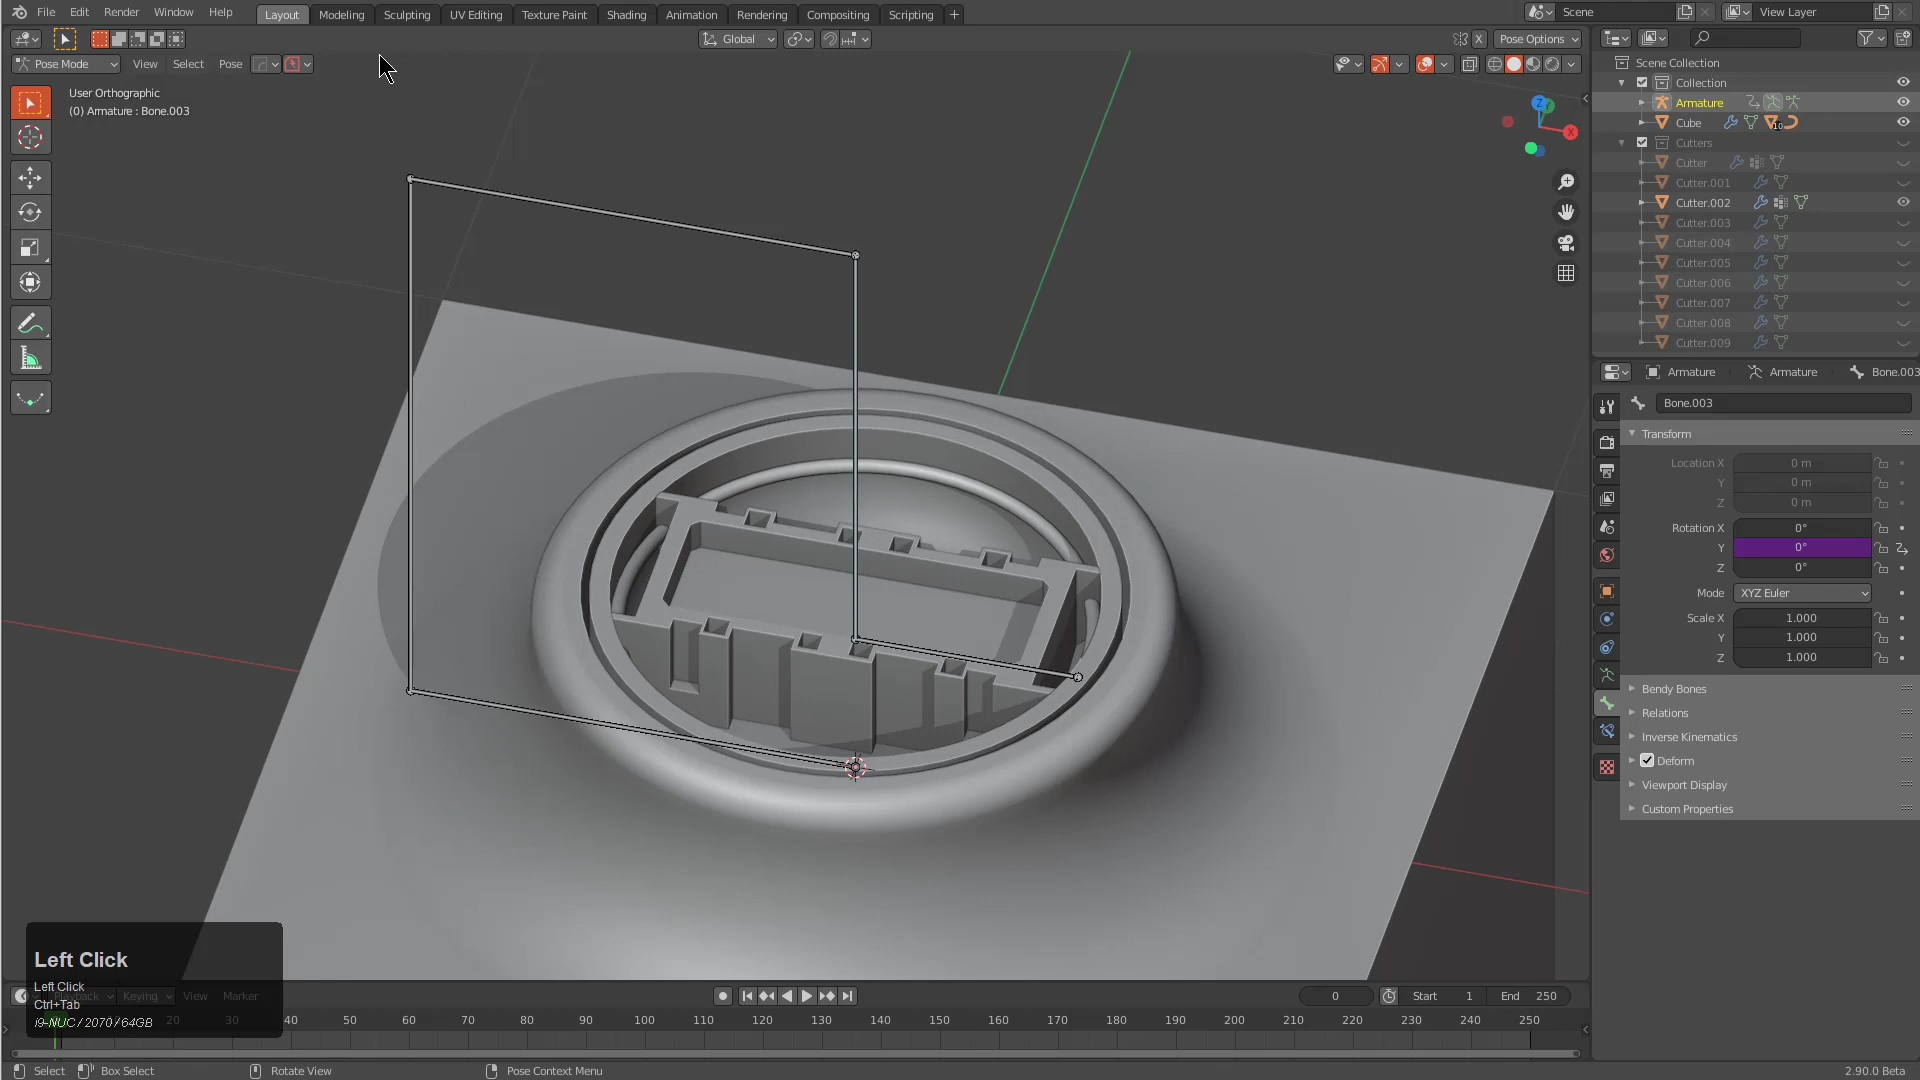 File Edit Render Window Help Layout Modeling Sculpting UV Editing Texture Paint Shading Animation Rendering Compositing Scripting + Scene View Layer
Global X Pose Options
Pose Mode View Select Pose
User Orthographic
(0) Armature : Bone.003
Z
X
Scene Collection
Collection
Armature
Cube 10
Cutters
Cutter
Cutter.001
Cutter.002
Cutter.003
Cutter.004
Cutter.005
Cutter.006
Cutter.007
Cutter.008
Cutter.009
Armature Armature Bone.003
Bone.003
Transform
Location X 0 m
Y 0 m
Z 0 m
Rotation X 0°
Y 0°
Z 0°
Mode XYZ Euler
Scale X 1.000
Y 1.000
Z 1.000
Bendy Bones
Relations
Inverse Kinematics
Deform
Viewport Display
Custom Properties
Left Click
Left Click
Ctrl+Tab
i9-NUC / 2070 / 64GB
Playback Keying View Marker 0 Start 1 End 250
20 30 40 50 60 70 80 90 100 110 120 130 140 150 160 170 180 190 200 210 220 230 240 250
Select Box Select Rotate View Pose Context Menu 2.90.0 Beta